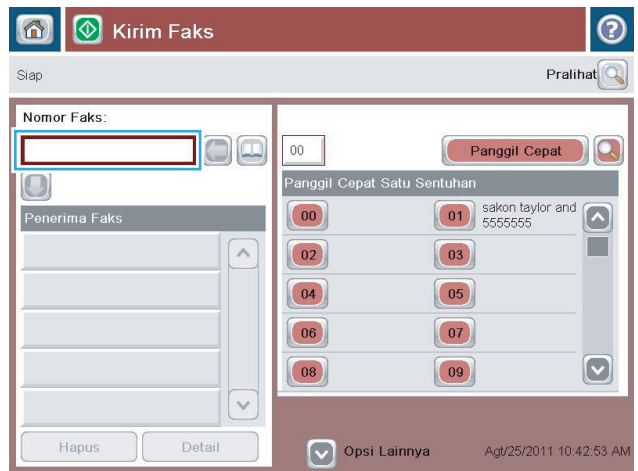 Kirim Faks
?
Siap
Pralihat
Nomor Faks:
Penerima Faks
Hapus
Detail
00
Panggil Cepat
Panggil Cepat Satu Sentuhan
00
01
sakon taylor and
5555555
02
03
04
05
06
07
08
09
Opsi Lainnya
Agt/25/2011 10:42:53 AM